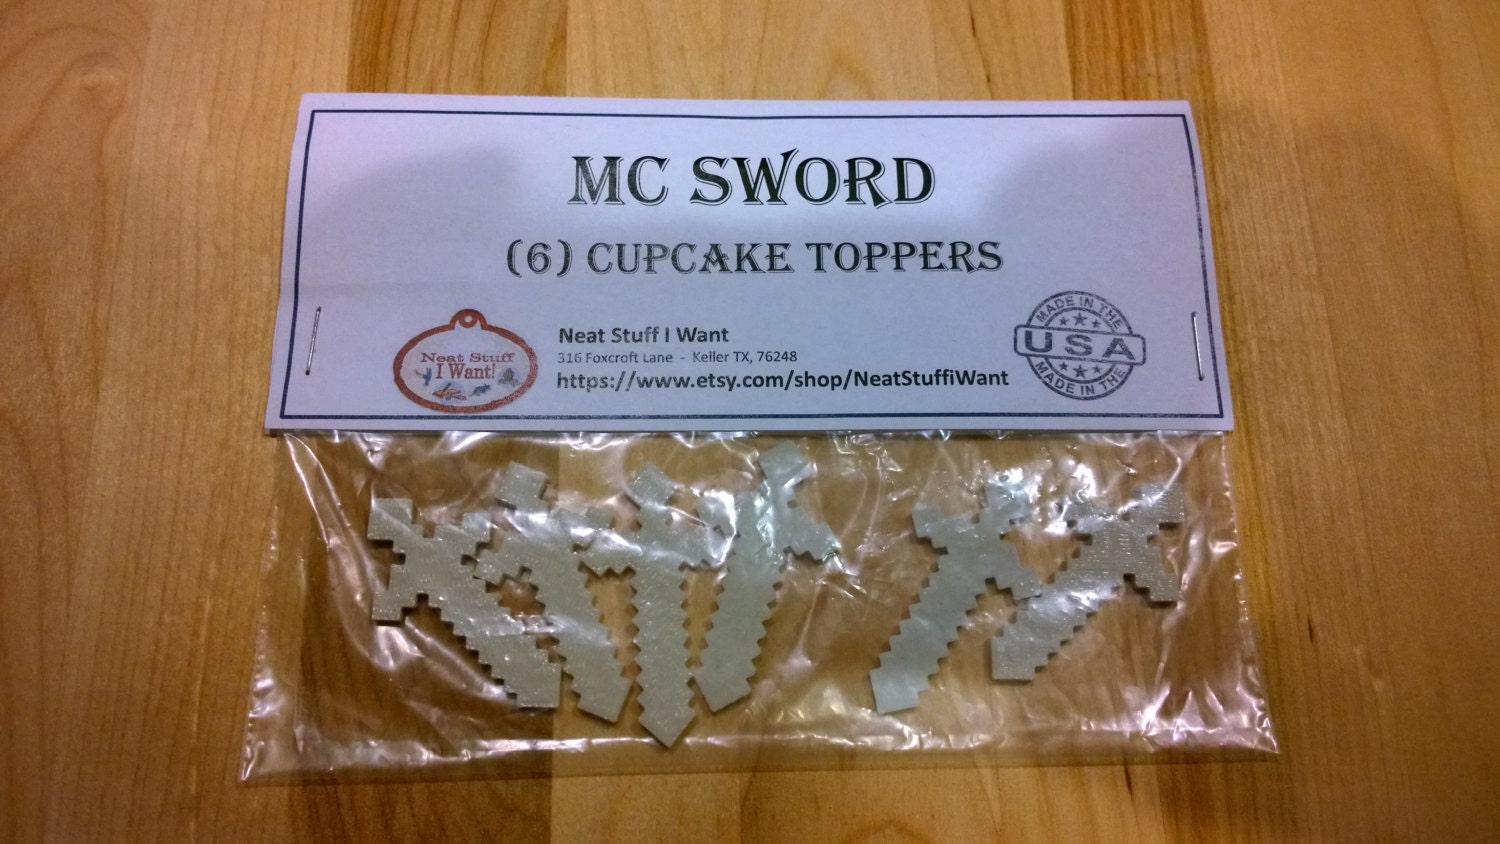 MC SWORD
(6) CUPCAKE TOPPERS
Neat Stuff
I Want!
Neat Stuff I Want
316 Foxcroft Lane - Keller TX, 76248
https://www.etsy.com/shop/NeatStuffiWant
MADE IN THE
USA
MADE IN THE